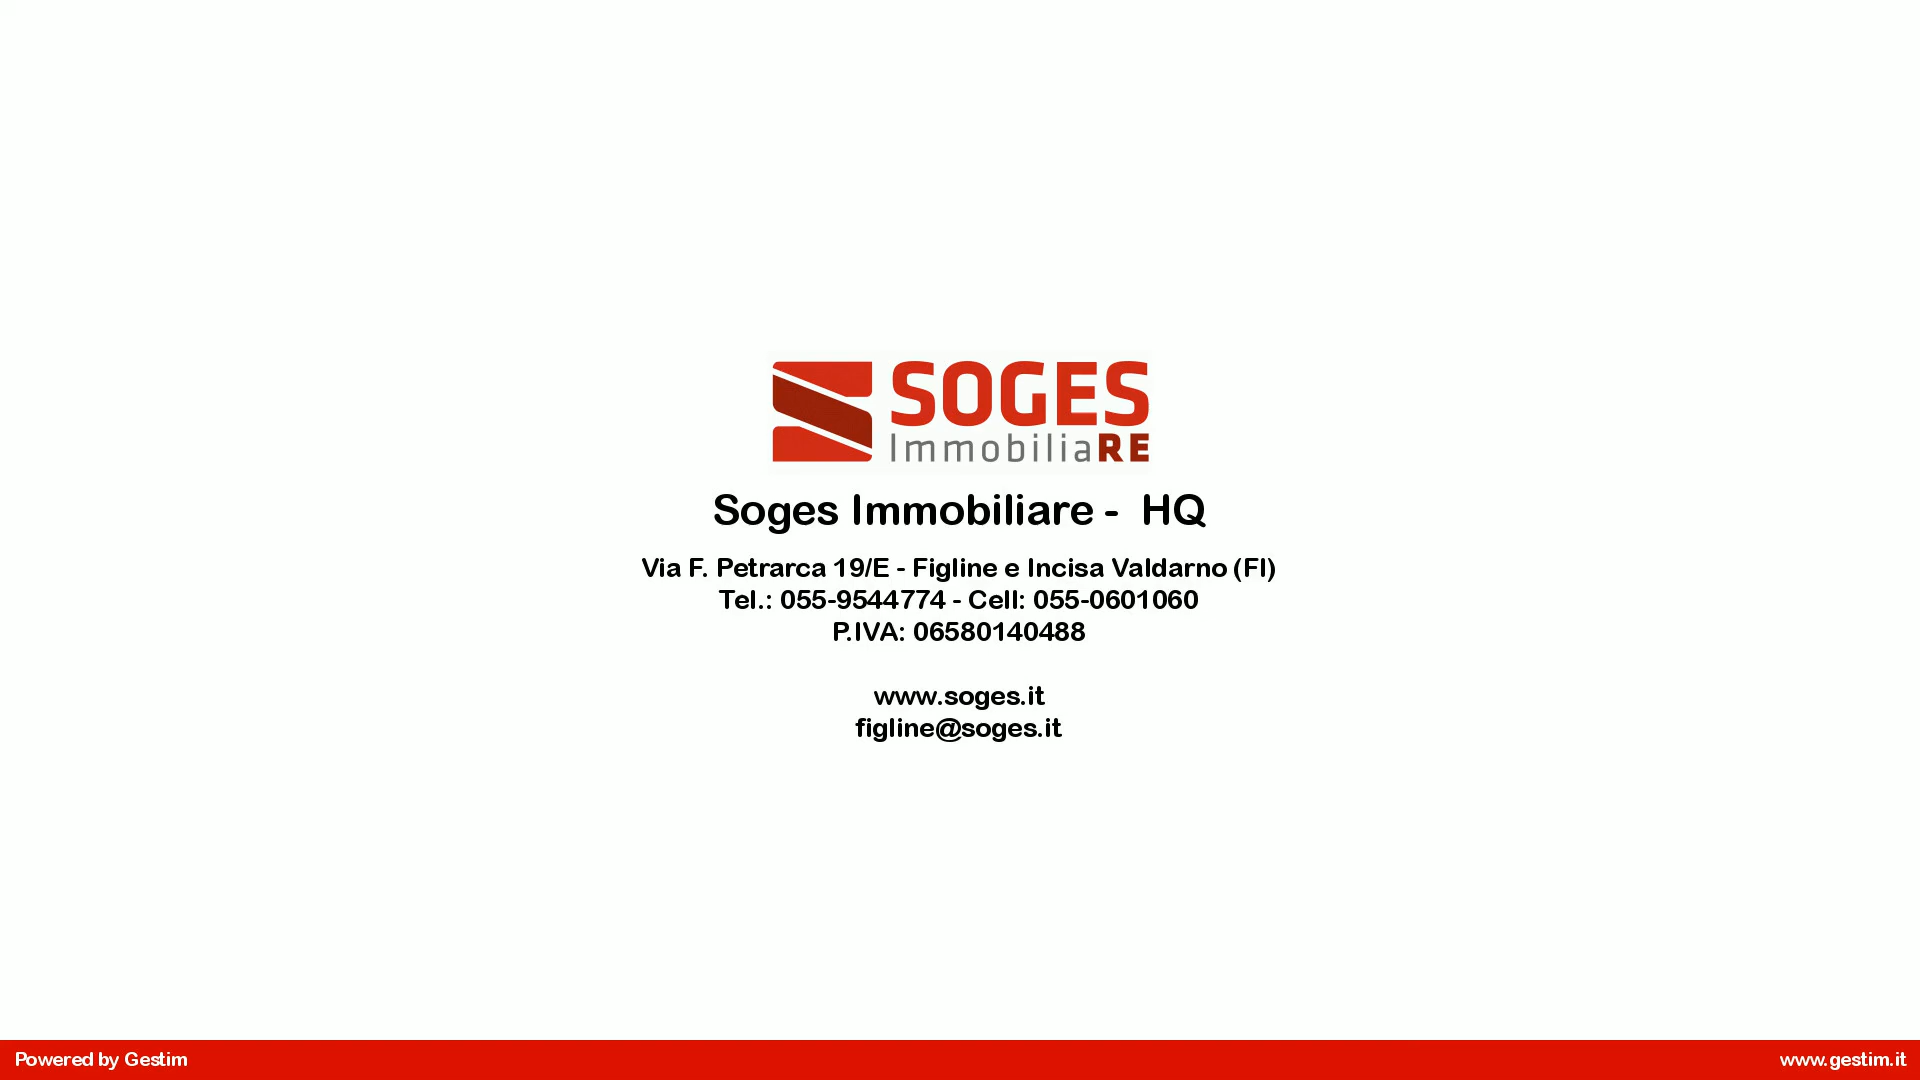 SOGES
ImmobiliaRE
Soges Immobiliare - HQ
Via F. Petrarca 19/E - Figline e Incisa Valdarno (FI)
Tel.: 055-9544774 - Cell: 055-0601060
P.IVA: 06580140488
www.soges.it
figline@soges.it
Powered by Gestim
www.gestim.it